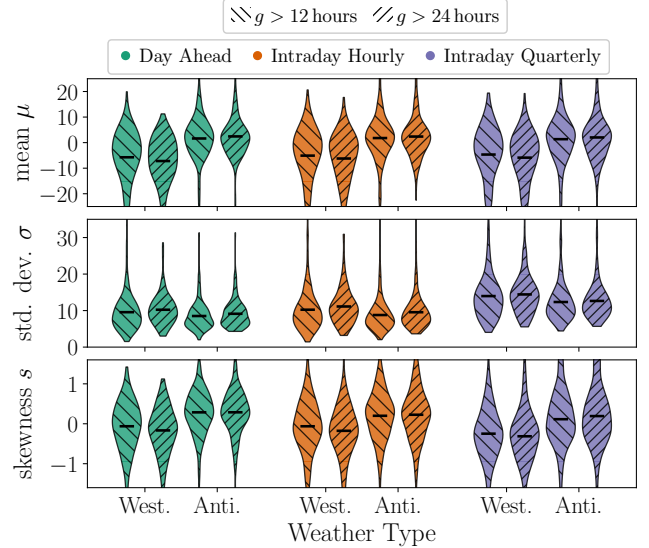 g > 12 hours g > 24 hours
Day Ahead Intraday Hourly Intraday Quarterly
mean μ
20
10
0
−10
−20
std. dev. σ
30
20
10
0
skewness s
1
0
−1
West. Anti. West. Anti. West. Anti.
Weather Type